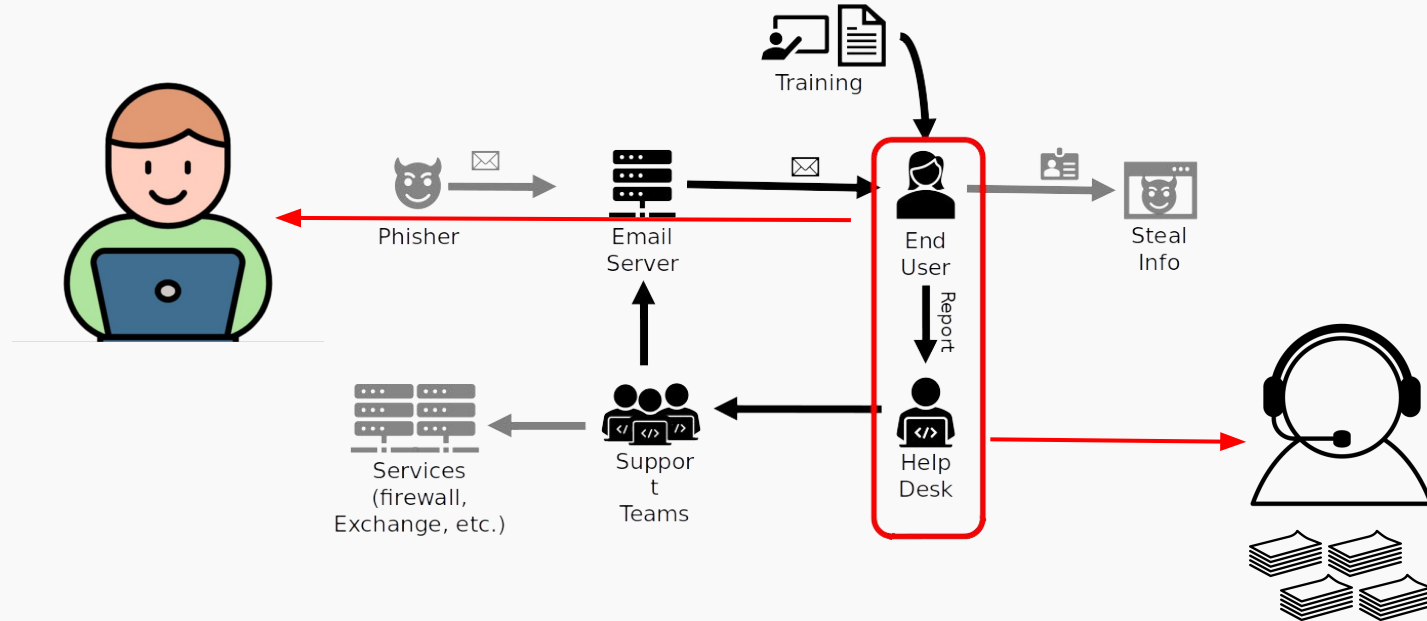 Training
Phisher
Email
Server
End
User
Steal
Info
Report
Services
(firewall,
Exchange, etc.)
Suppor
t
Teams
</>
</>
</>
</>
Help
Desk